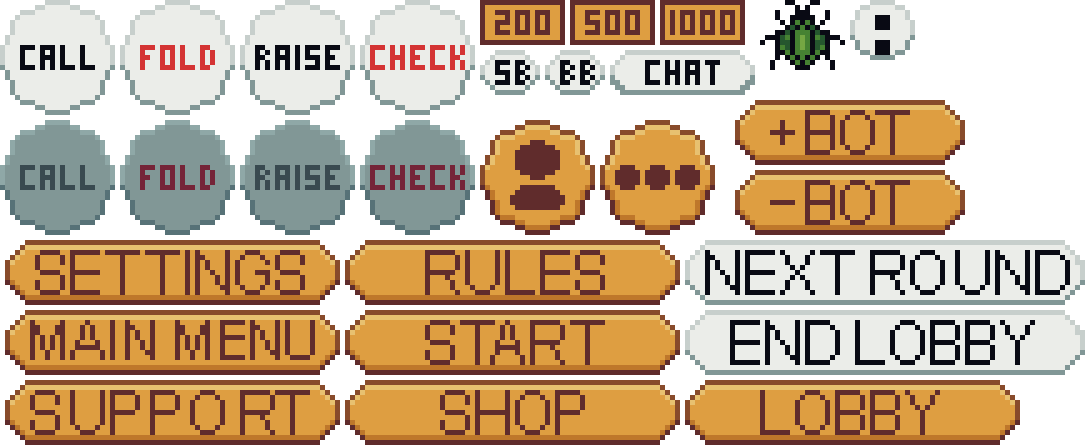 CALL FOLD RAISE CHECK
200 500 1000
SB BB CHAT
CALL FOLD RAISE CHECK
+BOT
-BOT
SETTINGS RULES NEXT ROUND
MAIN MENU START END LOBBY
SUPPORT SHOP LOBBY